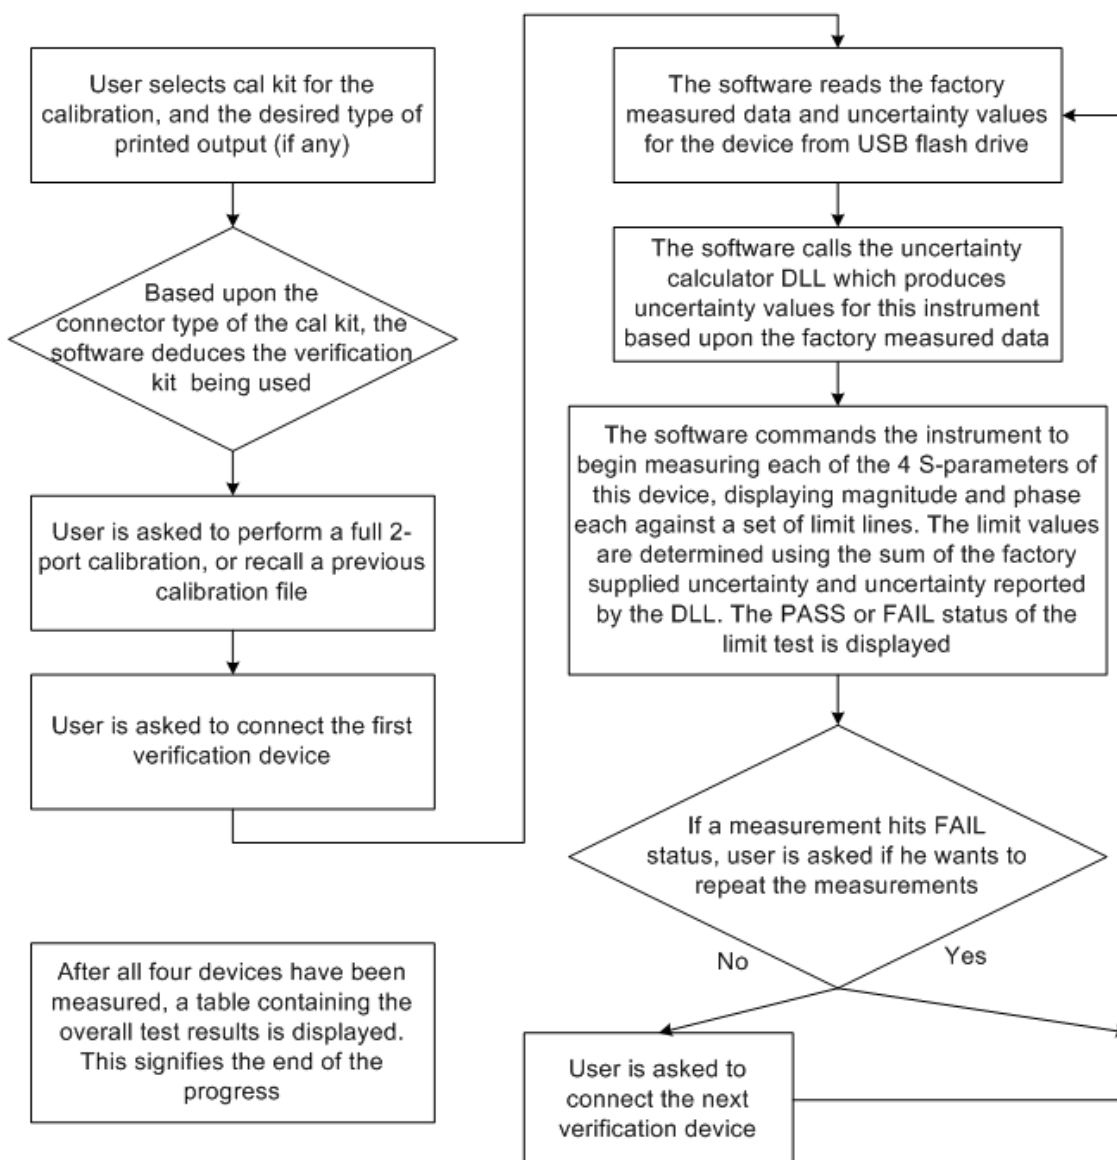 User selects cal kit for the
calibration, and the desired type of
printed output (if any)
Based upon the
connector type of the cal kit, the
software deduces the verification
kit being used
User is asked to perform a full 2-
port calibration, or recall a previous
calibration file
User is asked to connect the first
verification device
The software reads the factory
measured data and uncertainty values
for the device from USB flash drive
The software calls the uncertainty
calculator DLL which produces
uncertainty values for this instrument
based upon the factory measured data
The software commands the instrument to
begin measuring each of the 4 S-parameters of
this device, displaying magnitude and phase
each against a set of limit lines. The limit values
are determined using the sum of the factory
supplied uncertainty and uncertainty reported
by the DLL. The PASS or FAIL status of the
limit test is displayed
If a measurement hits FAIL
status, user is asked if he wants to
repeat the measurements
No
Yes
User is asked to
connect the next
verification device
After all four devices have been
measured, a table containing the
overall test results is displayed.
This signifies the end of the
progress